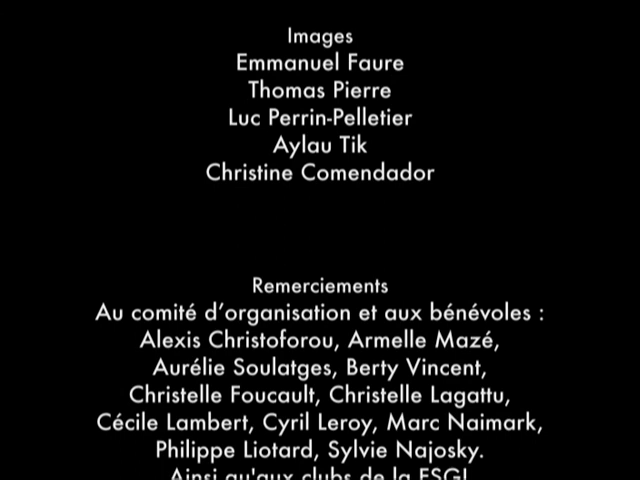 Images
Emmanuel Faure
Thomas Pierre
Luc Perrin-Pelletier
Aylau Tik
Christine Comendador
Remerciements
Au comité d’organisation et aux bénévoles :
Alexis Christoforou, Armelle Mazé,
Aurélie Soulatges, Berty Vincent,
Christelle Foucault, Christelle Lagattu,
Cécile Lambert, Cyril Leroy, Marc Naimark,
Philippe Liotard, Sylvie Najosky.
Ainsi qu'aux clubs de la FSGL